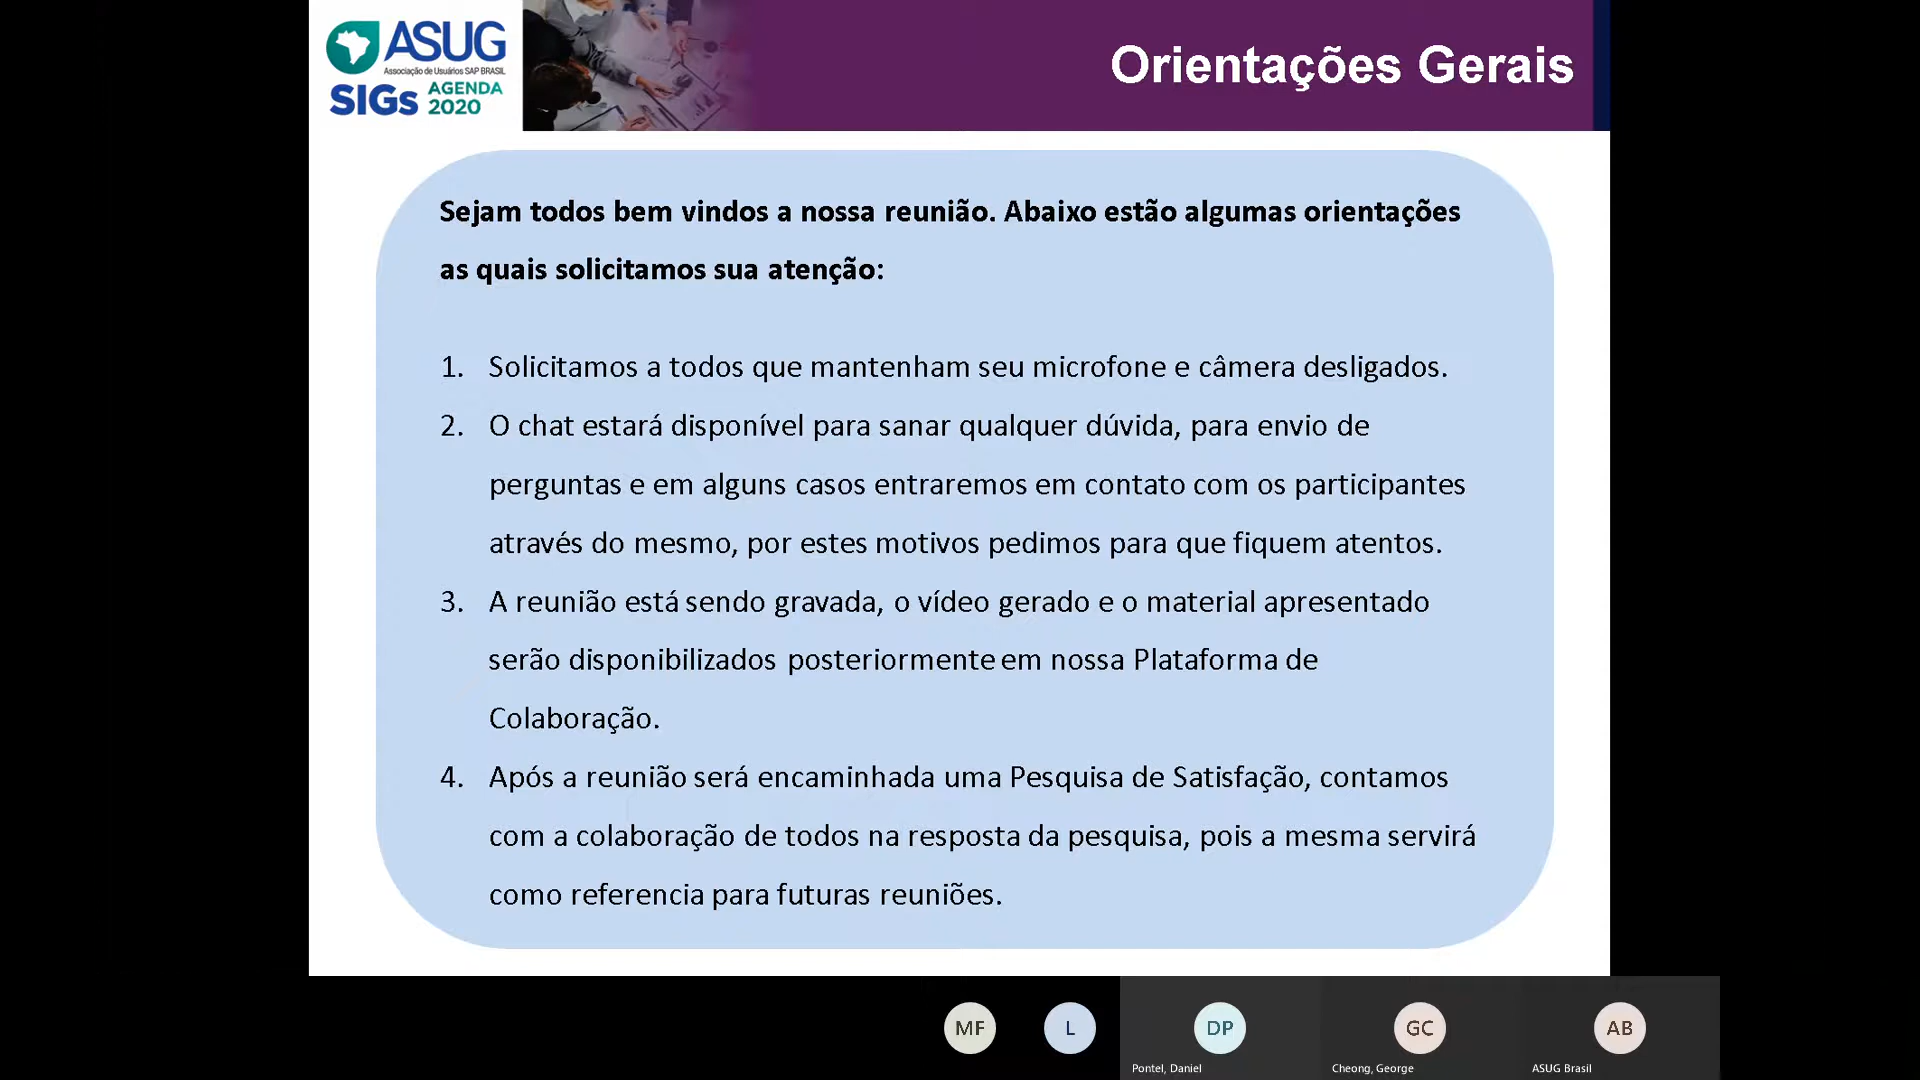 ASUG
Associação de Usuários SAP BRASIL
SIGs AGENDA 2020
Orientações Gerais
Sejam todos bem vindos a nossa reunião. Abaixo estão algumas orientações
as quais solicitamos sua atenção:
1. Solicitamos a todos que mantenham seu microfone e câmera desligados.
2. O chat estará disponível para sanar qualquer dúvida, para envio de
perguntas e em alguns casos entraremos em contato com os participantes
através do mesmo, por estes motivos pedimos para que fiquem atentos.
3. A reunião está sendo gravada, o vídeo gerado e o material apresentado
serão disponibilizados posteriormente em nossa Plataforma de
Colaboração.
4. Após a reunião será encaminhada uma Pesquisa de Satisfação, contamos
com a colaboração de todos na resposta da pesquisa, pois a mesma servirá
como referencia para futuras reuniões.
MF L DP GC AB
Pontel, Daniel Cheong, George ASUG Brasil